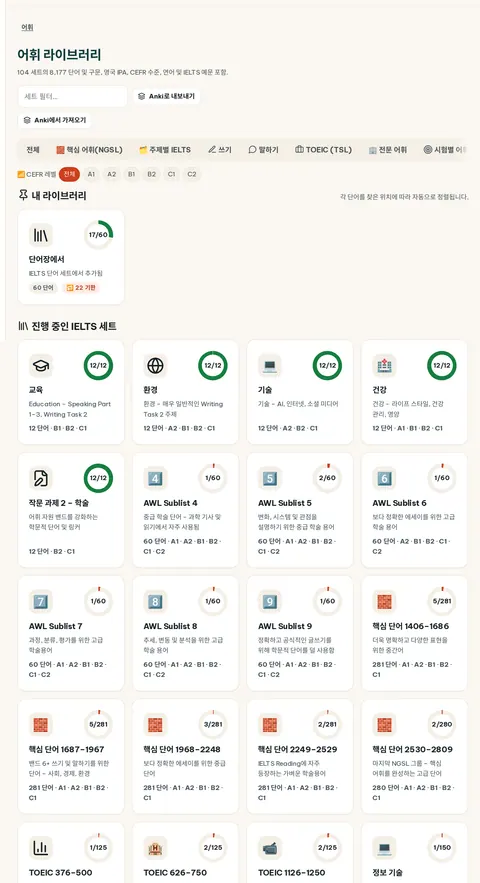 어휘
어휘 라이브러리
104 세트의 8,177 단어 및 구문, 영국 IPA, CEFR 수준, 연어 및 IELTS 예문 포함.
세트 필터...
Anki로 내보내기
Anki에서 가져오기
전체 핵심 어휘(NGSL) 주제별 IELTS 쓰기 말하기 TOEIC (TSL) 전문 어휘 시험별 어휘
CEFR 레벨 전체 A1 A2 B1 B2 C1 C2
내 라이브러리
각 단어를 찾은 위치에 따라 자동으로 정렬됩니다.
17/60
단어장에서
IELTS 단어 세트에서 추가됨
60 단어 22 기한
진행 중인 IELTS 세트
12/12
교육
Education – Speaking Part
1–3, Writing Task 2
12 단어 · B1 · B2 · C1
12/12
환경
환경 – 매우 일반적인 Writing
Task 2 주제
12 단어 · A2 · B2 · C1
12/12
기술
기술 – AI, 인터넷, 소셜 미디어
12 단어 · A2 · B2 · C1
12/12
건강
건강 – 라이프 스타일, 건강
관리, 영양
12 단어 · A1 · B1 · B2 · C1
12/12
작문 과제 2 – 학술
어휘 자원 밴드를 강화하는
학문적 단어 및 링커
12 단어 · B2 · C1
4
1/60
AWL Sublist 4
중급 학술 단어 – 과학 기사 및
읽기에서 자주 사용됨
60 단어 · A1 · A2 · B1 · B2 ·
C1 · C2
5
2/60
AWL Sublist 5
변화, 시스템 및 관점을
설명하기 위한 중급 학술어
60 단어 · A1 · A2 · B1 · B2 ·
C1
6
1/60
AWL Sublist 6
보다 정확한 에세이를 위한 고급
학술 용어
60 단어 · A1 · A2 · B1 · B2 · C1 ·
C2
7
1/60
AWL Sublist 7
과정, 분류, 평가를 위한 고급
학술용어
60 단어 · A1 · A2 · B1 · B2 ·
C1 · C2
8
1/60
AWL Sublist 8
추세, 변동 및 분석을 위한 고급
학술 용어
60 단어 · A1 · A2 · B1 · B2 ·
C1 · C2
9
1/60
AWL Sublist 9
정확하고 공식적인 글쓰기를
위해 학문적 단어를 덜 사용함
60 단어 · A1 · A2 · B1 · B2 ·
C1 · C2
5/281
핵심 단어 1406–1686
더욱 명확하고 다양한 표현을
위한 중간어
281 단어 · A1 · A2 · B1 · B2 ·
C1
5/281
핵심 단어 1687–1967
밴드 6+ 쓰기 및 말하기를 위한
단어 – 사회, 경제, 환경
281 단어 · A1 · A2 · B1 · B2 ·
C1
3/281
핵심 단어 1968–2248
보다 정확한 에세이를 위한 중급
단어
281 단어 · A1 · A2 · B1 · B2 ·
C1
2/281
핵심 단어 2249–2529
IELTS Reading에 자주
등장하는 가벼운 학술용어
281 단어 · A1 · A2 · B1 · B2 ·
C1
2/280
핵심 단어 2530–2809
마지막 NGSL 그룹 – 핵심
어휘를 완성하는 고급 단어
280 단어 · A1 · A2 · B1 · B2 ·
C1
1/125
TOEIC 376–500
2/125
TOEIC 626–750
2/125
TOEIC 1126–1250
1/150
정보 기술